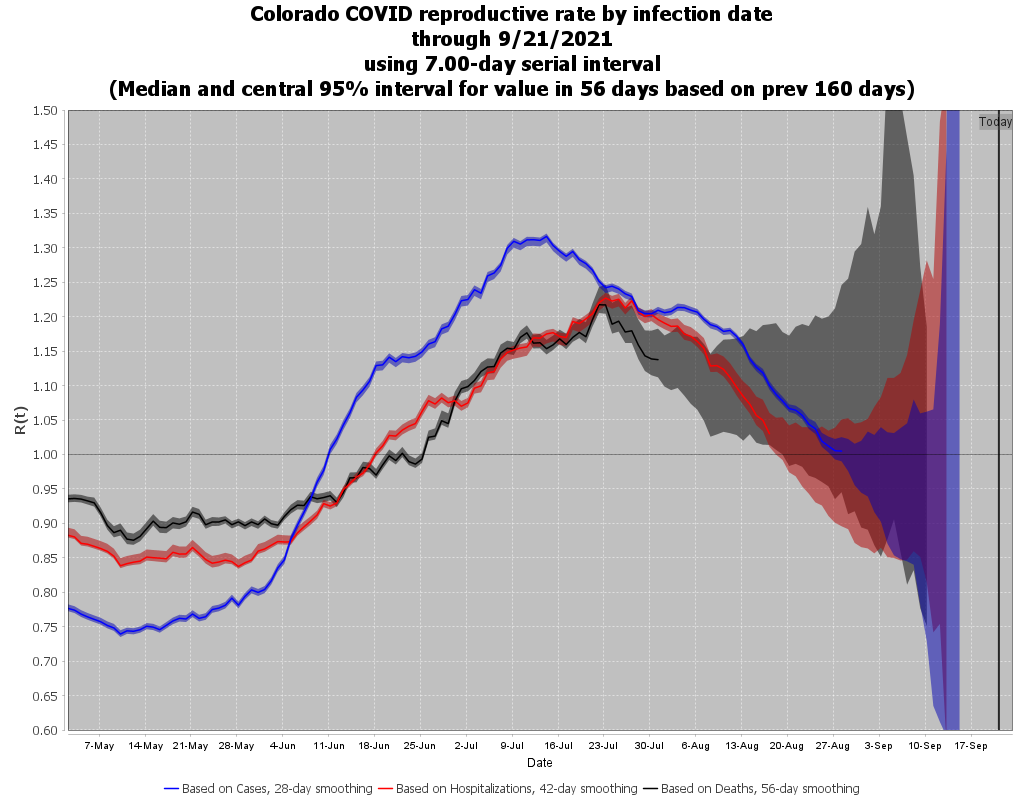 Colorado COVID reproductive rate by infection date
through 9/21/2021
using 7.00-day serial interval
(Median and central 95% interval for value in 56 days based on prev 160 days)
Today
1.50
1.45
1.40
1.35
1.30
1.25
1.20
1.15
1.10
1.05
1.00
0.95
0.90
0.85
0.80
0.75
0.70
0.65
0.60
R(t)
7-May 14-May 21-May 28-May 4-Jun 11-Jun 18-Jun 25-Jun 2-Jul 9-Jul 16-Jul 23-Jul 30-Jul 6-Aug 13-Aug 20-Aug 27-Aug 3-Sep 10-Sep 17-Sep
Date
Based on Cases, 28-day smoothing Based on Hospitalizations, 42-day smoothing Based on Deaths, 56-day smoothing